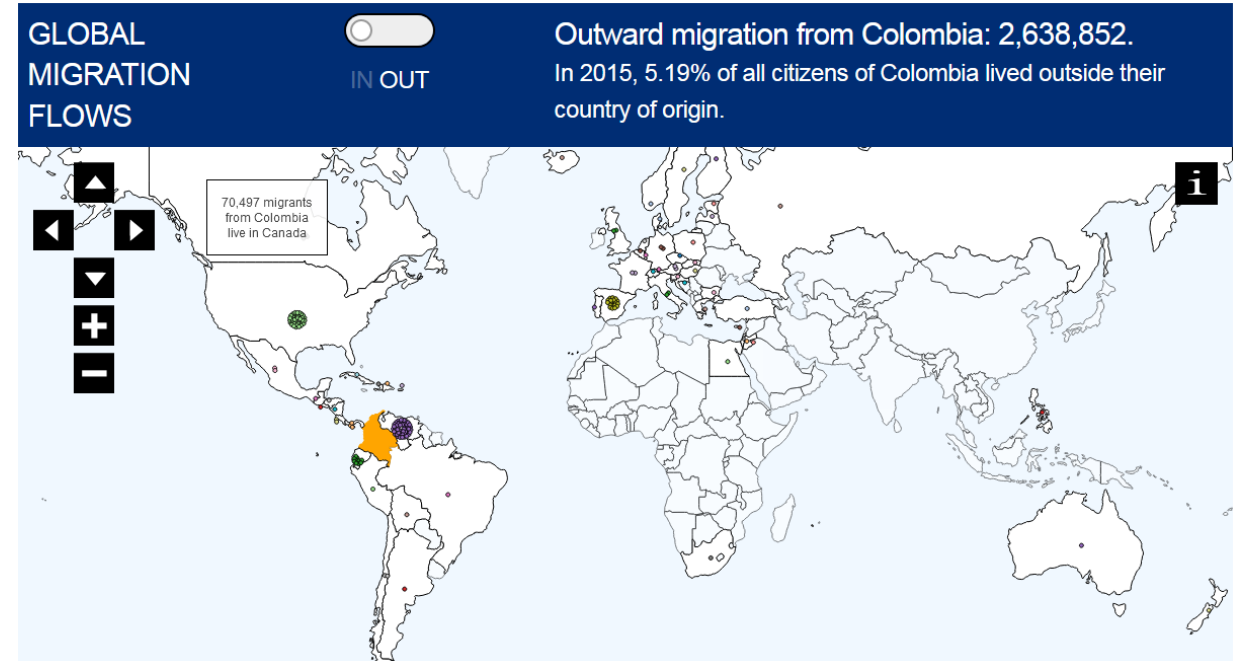 GLOBAL
MIGRATION
FLOWS
IN OUT
Outward migration from Colombia: 2,638,852.
In 2015, 5.19% of all citizens of Colombia lived outside their
country of origin.
i
70,497 migrants
from Colombia
live in Canada